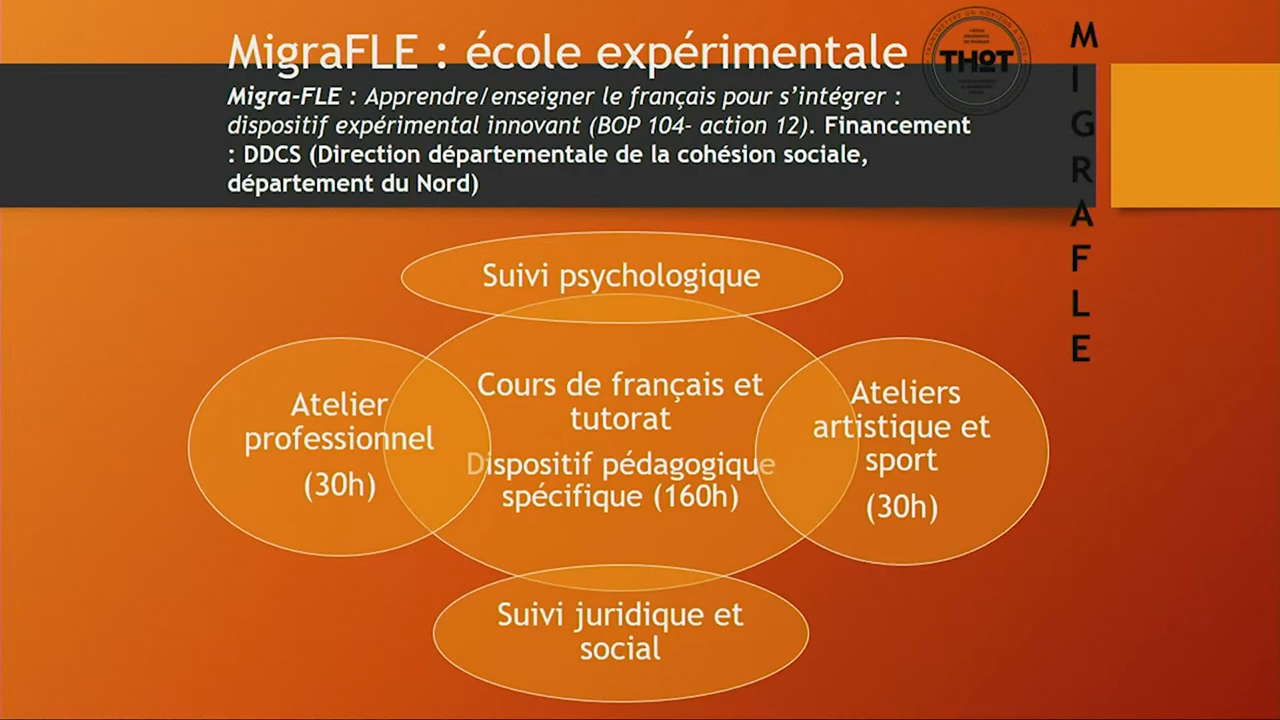 MigraFLE : école expérimentale
Migra-FLE : Apprendre/enseigner le français pour s’intégrer :
dispositif expérimental innovant (BOP 104- action 12). Financement
: DDCS (Direction départementale de la cohésion sociale,
département du Nord)
THOT
M
I
G
R
A
F
L
E
Suivi psychologique
Atelier
professionnel
(30h)
Cours de français et
tutorat
Dispositif pédagogique
spécifique (160h)
Ateliers
artistique et
sport
(30h)
Suivi juridique et
social